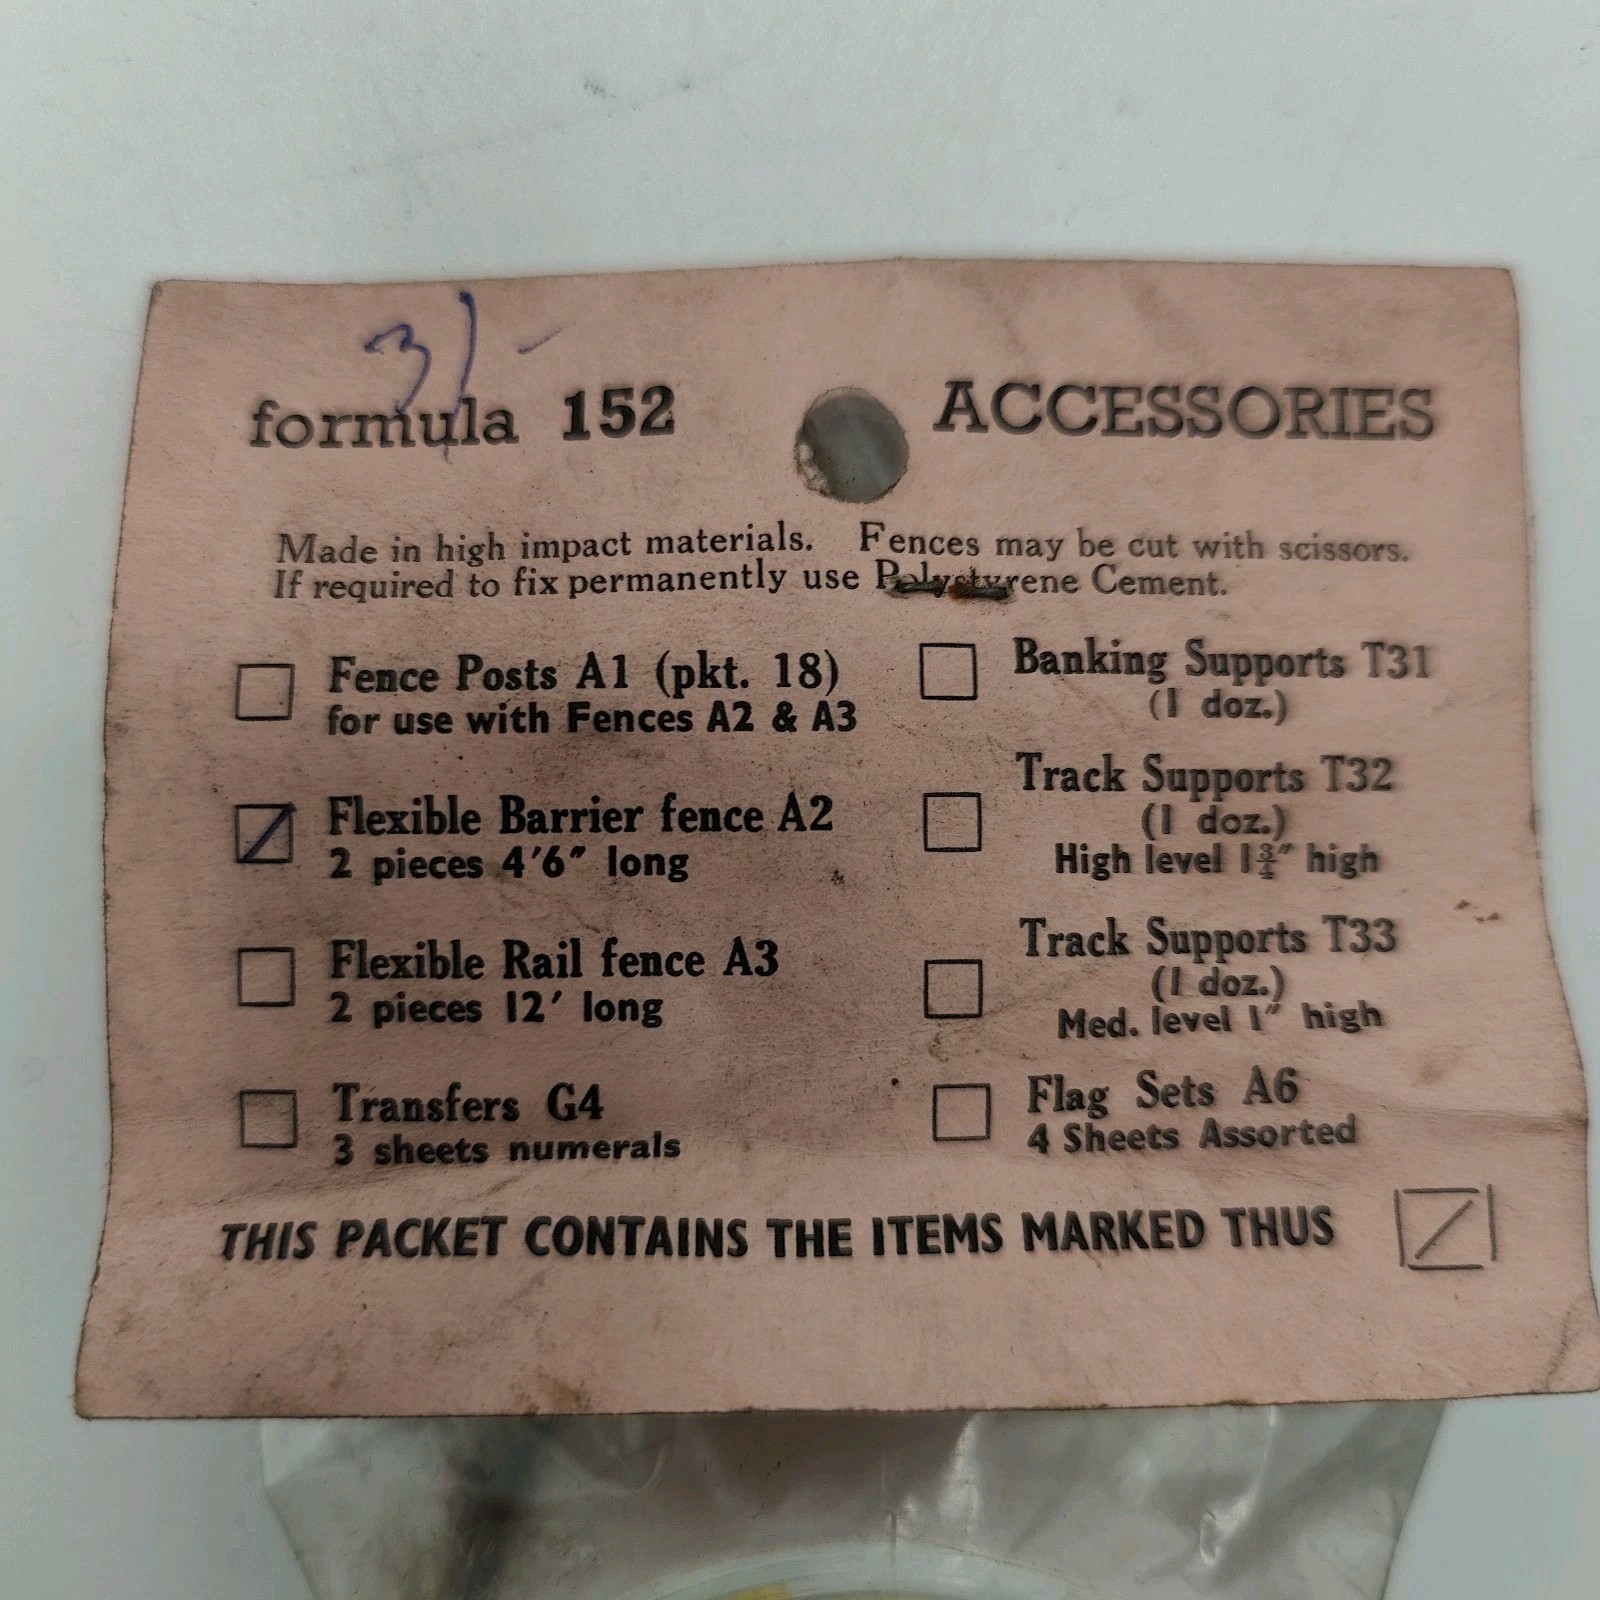 3/-
formula 152 ACCESSORIES
Made in high impact materials. Fences may be cut with scissors.
If required to fix permanently use Polystyrene Cement.
Fence Posts A1 (pkt. 18)
for use with Fences A2 & A3
Flexible Barrier fence A2
2 pieces 4'6" long
Flexible Rail fence A3
2 pieces 12' long
Transfers G4
3 sheets numerals
Banking Supports T31
(1 doz.)
Track Supports T32
(1 doz.)
High level 1¾" high
Track Supports T33
(1 doz.)
Med. level 1" high
Flag Sets A6
4 Sheets Assorted
THIS PACKET CONTAINS THE ITEMS MARKED THUS